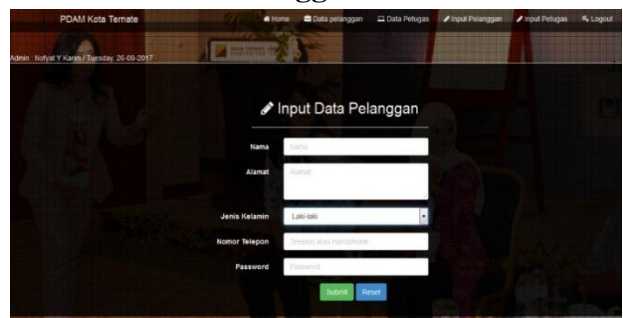 PDAM Kota Ternate
Home Data pelanggan Data Petugas Input Pelanggan Input Petugas Logout
Admin : Nofyat Y Karim / Tuesday, 26-09-2017
Input Data Pelanggan
Nama
Nama
Alamat
Alamat
Jenis Kelamin
Laki-laki
Nomor Telepon
Telepon atau Handphone
Password
Password
Submit Reset